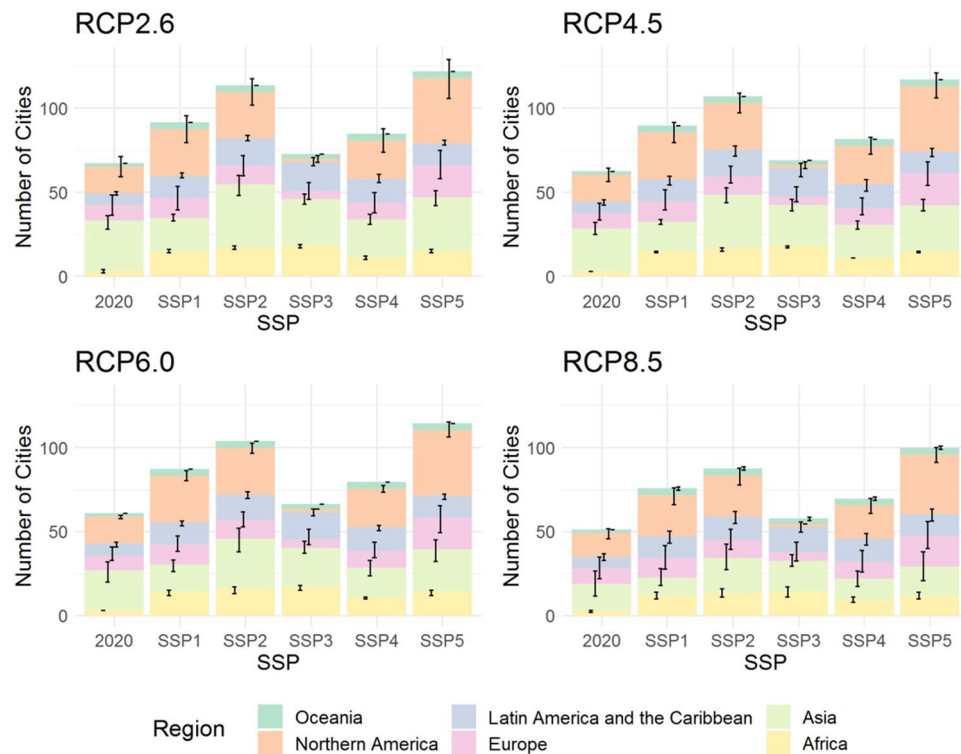 RCP2.6
RCP4.5
Number of Cities
100
50
0
2020 SSP1 SSP2 SSP3 SSP4 SSP5
SSP
Number of Cities
100
50
0
2020 SSP1 SSP2 SSP3 SSP4 SSP5
SSP
RCP6.0
RCP8.5
Number of Cities
100
50
0
2020 SSP1 SSP2 SSP3 SSP4 SSP5
SSP
Number of Cities
100
50
0
2020 SSP1 SSP2 SSP3 SSP4 SSP5
SSP
Region
Oceania
Northern America
Latin America and the Caribbean
Europe
Asia
Africa